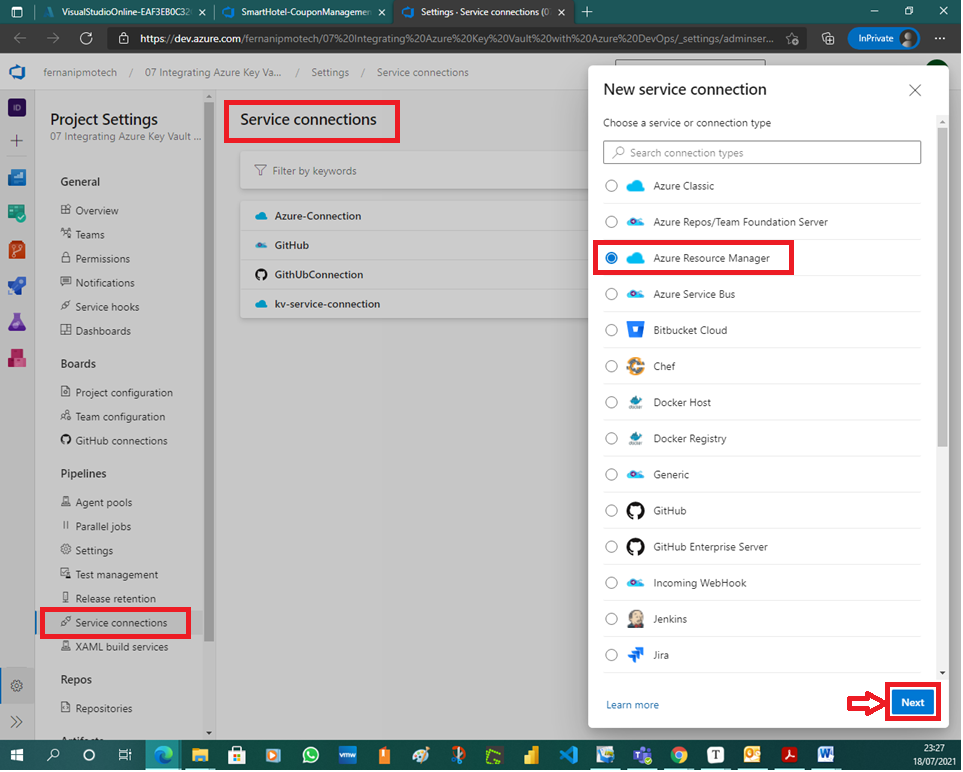 VisualStudioOnline-EAF3EB0C32
SmartHotel-CouponManagement
Settings - Service connections (07
https://dev.azure.com/fernanipmotech/07%20Integrating%20Azure%20Key%20Vault%20with%20Azure%20DevOps/_settings/adminser...
InPrivate
fernanipmotech / 07 Integrating Azure Key Va... / Settings / Service connections
ID
Project Settings
07 Integrating Azure Key Vault ...
General
Overview
Teams
Permissions
Notifications
Service hooks
Dashboards
Boards
Project configuration
Team configuration
GitHub connections
Pipelines
Agent pools
Parallel jobs
Settings
Test management
Release retention
Service connections
XAML build services
Repos
Repositories
Artifacts
Service connections
Filter by keywords
Azure-Connection
GitHub
GithUbConnection
kv-service-connection
New service connection
Choose a service or connection type
Search connection types
Azure Classic
Azure Repos/Team Foundation Server
Azure Resource Manager
Azure Service Bus
Bitbucket Cloud
Chef
Docker Host
Docker Registry
Generic
GitHub
GitHub Enterprise Server
Incoming WebHook
Jenkins
Jira
Learn more
Next
23:27
18/07/2021